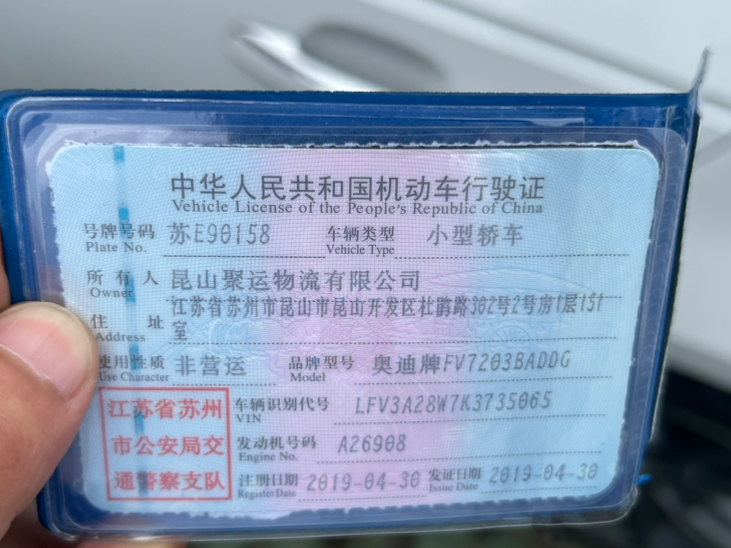 中华人民共和国机动车行驶证
Vehicle License of the People's Republic of China
号牌号码 苏E90158 车辆类型 小型轿车
Plate No. Vehicle Type
所有人 昆山聚运物流有限公司
Owner
住址 江苏省苏州市昆山市昆山开发区杜鹃路362号2号房1层151
室
Address
使用性质 非营运 品牌型号 奥迪牌FV7203BADDG
Use Character Model
江苏省苏州
市公安局交
通警察支队
车辆识别代号 LFV3A28W7K3735065
VIN
发动机号码 A26908
Engine No.
注册日期 2019-04-30 发证日期 2019-04-30
Register Date Issue Date